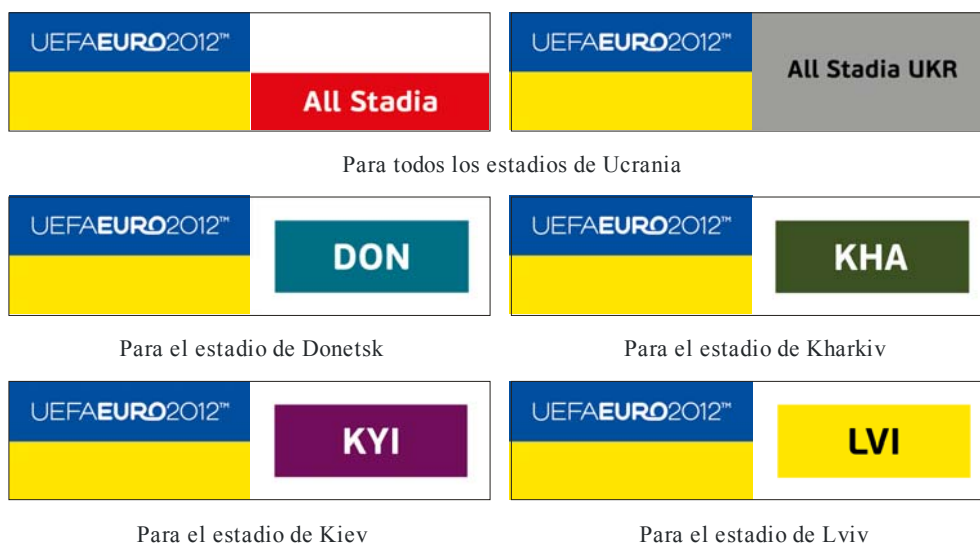 UEFAEURO2012™ UEFAEURO2012™
All Stadia All Stadia UKR
Para todos los estadios de Ucrania
UEFAEURO2012™ UEFAEURO2012™
DON KHA
Para el estadio de Donetsk Para el estadio de Kharkiv
UEFAEURO2012™ UEFAEURO2012™
KYI LVI
Para el estadio de Kiev Para el estadio de Lviv